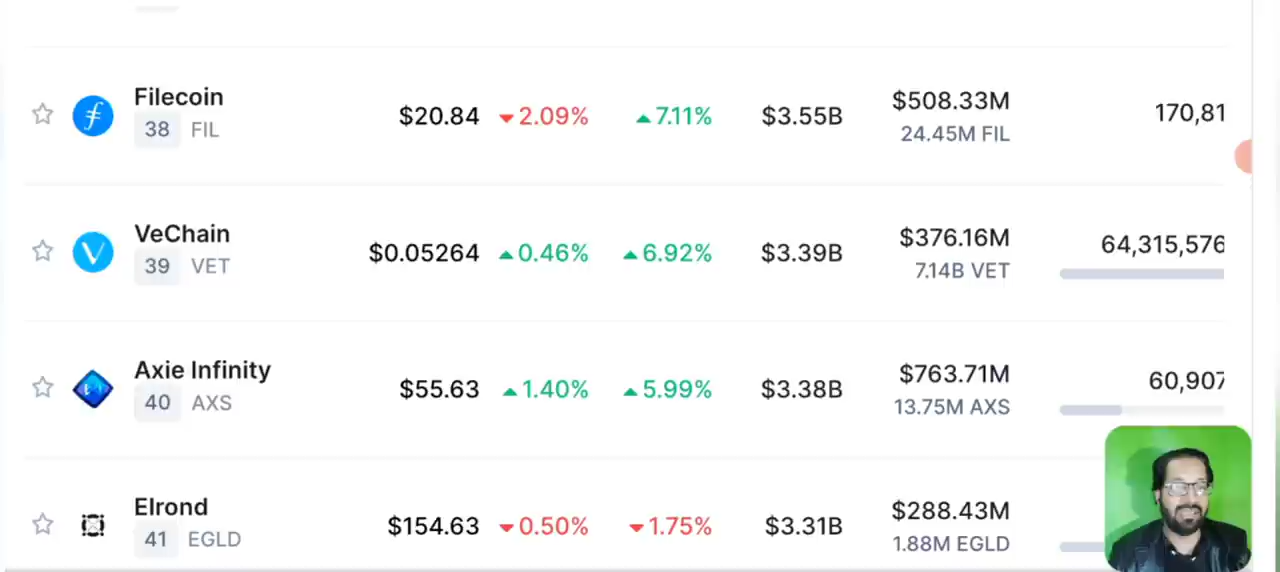 Filecoin
38 FIL
$20.84 2.09% 7.11% $3.55B $508.33M 170,81
24.45M FIL
VeChain
39 VET
$0.05264 0.46% 6.92% $3.39B $376.16M 64,315,576
7.14B VET
Axie Infinity
40 AXS
$55.63 1.40% 5.99% $3.38B $763.71M 60,907
13.75M AXS
Elrond
41 EGLD
$154.63 0.50% 1.75% $3.31B $288.43M
1.88M EGLD